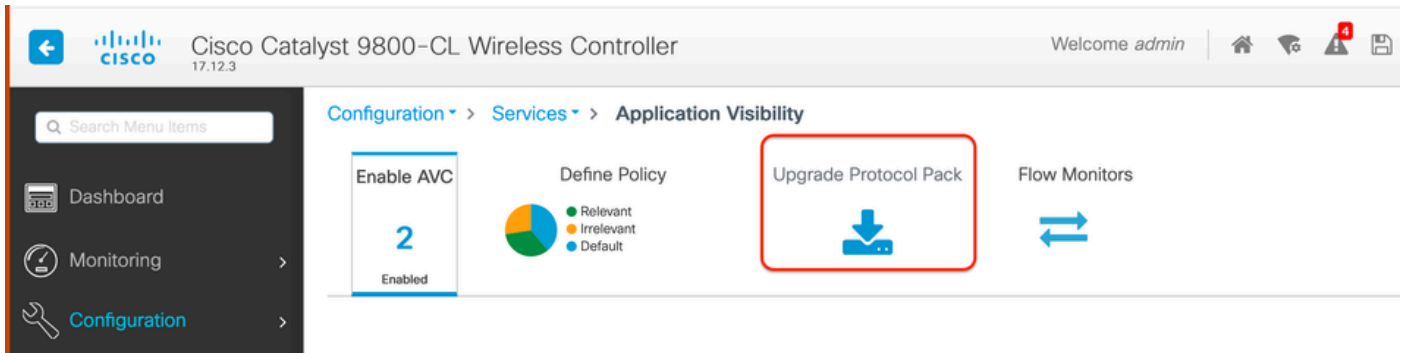 CISCO
Cisco Catalyst 9800-CL Wireless Controller
17.12.3
Welcome admin
4
Search Menu Items
Dashboard
Monitoring
Configuration
Configuration > Services > Application Visibility
Enable AVC
2
Enabled
Define Policy
Relevant
Irrelevant
Default
Upgrade Protocol Pack
Flow Monitors